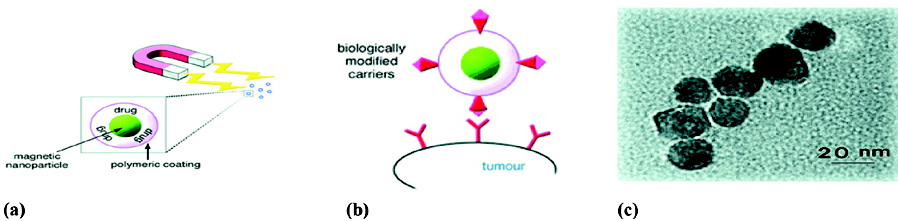 drug
drug
drug
magnetic
nanoparticle
polymeric coating
(a)
biologically
modified
carriers
tumour
(b)
20 nm
(c)